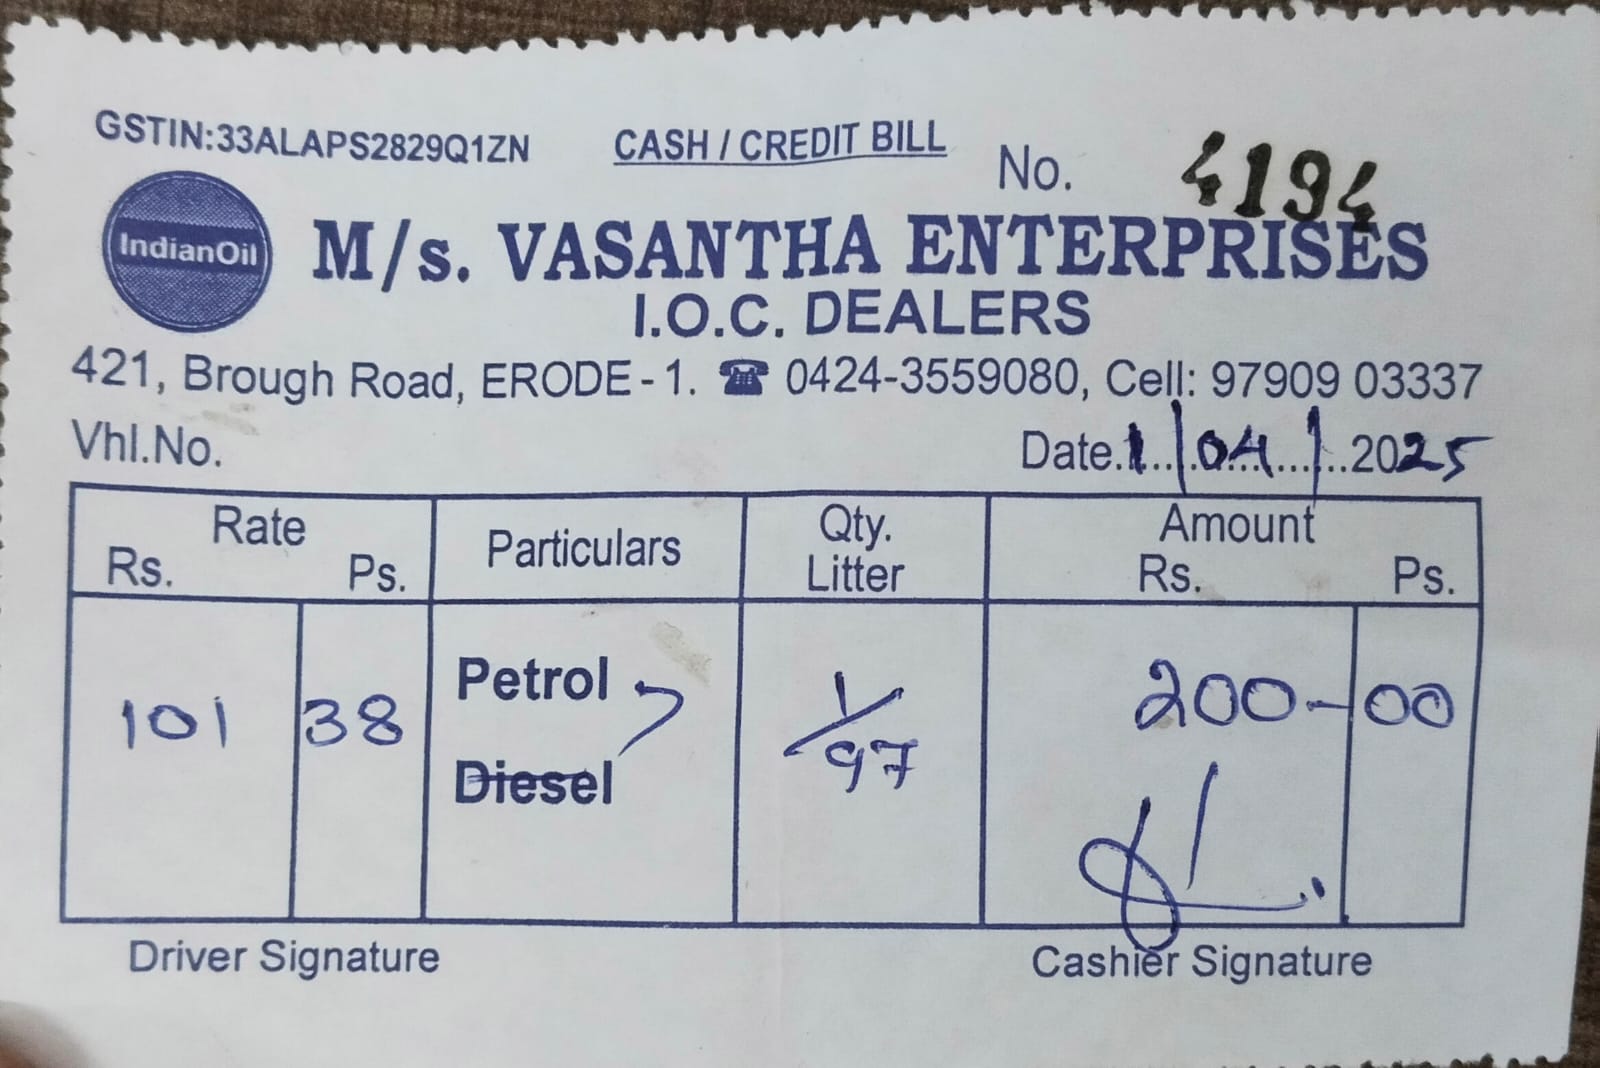 GSTIN:33ALAPS2829Q1ZN CASH / CREDIT BILL No. 4194
IndianOil M/s. VASANTHA ENTERPRISES
I.O.C. DEALERS
421, Brough Road, ERODE - 1. ☎ 0424-3559080, Cell: 97909 03337
Vhl.No. Date.1/04/2025
Rate Particulars Qty. Amount
Rs. Ps. Litter Rs. Ps.
101 38 Petrol 1/97 200-00
Diesel
Driver Signature Cashier Signature